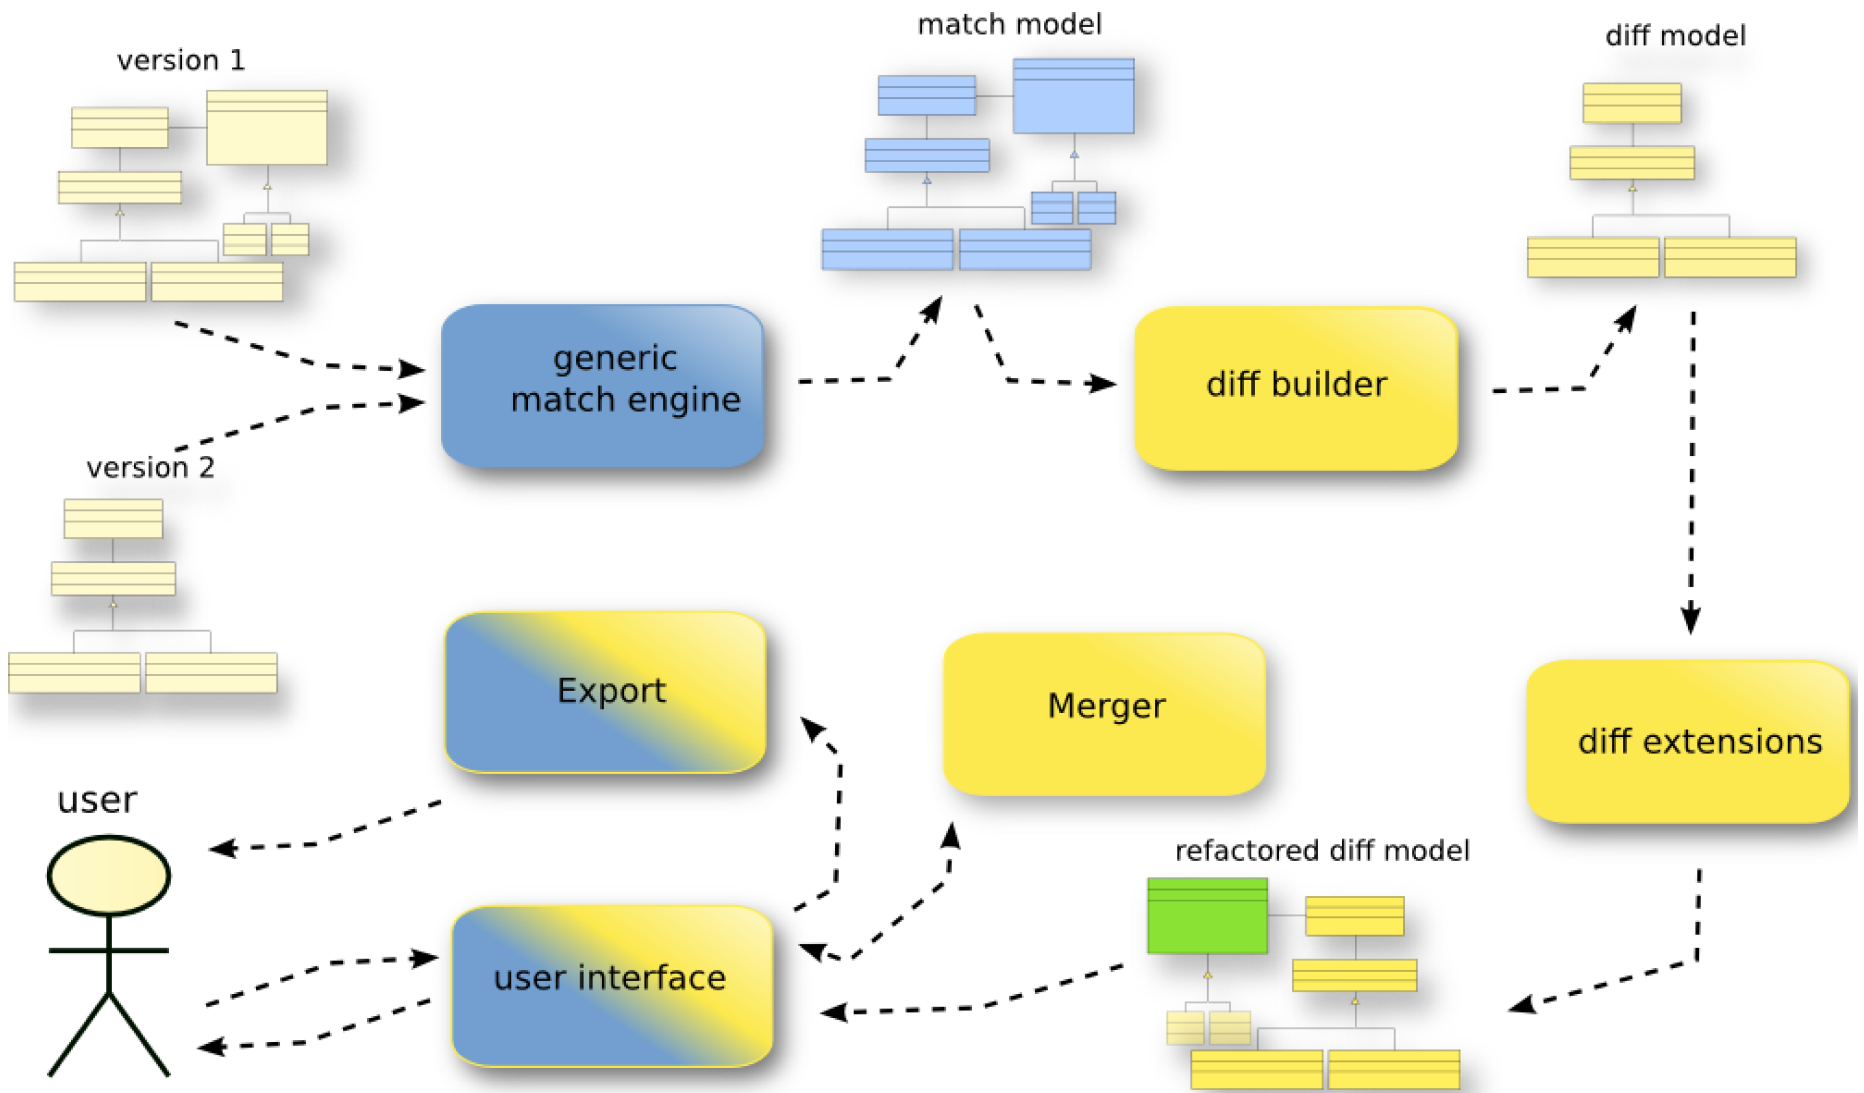 match model
diff model
version 1
generic
match engine
diff builder
version 2
Export
Merger
diff extensions
user
refactored diff model
user interface